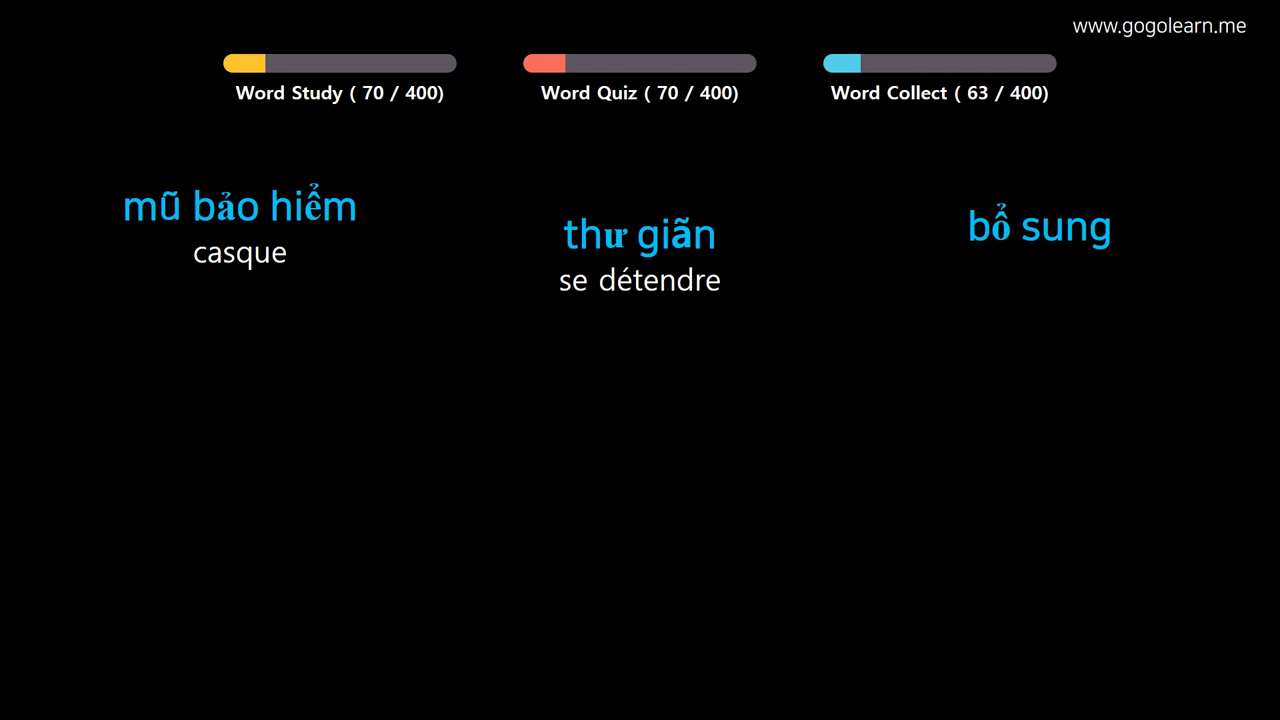 www.gogolearn.me
Word Study ( 70 / 400)
Word Quiz ( 70 / 400)
Word Collect ( 63 / 400)
mũ bảo hiểm
casque
thư giãn
se détendre
bổ sung